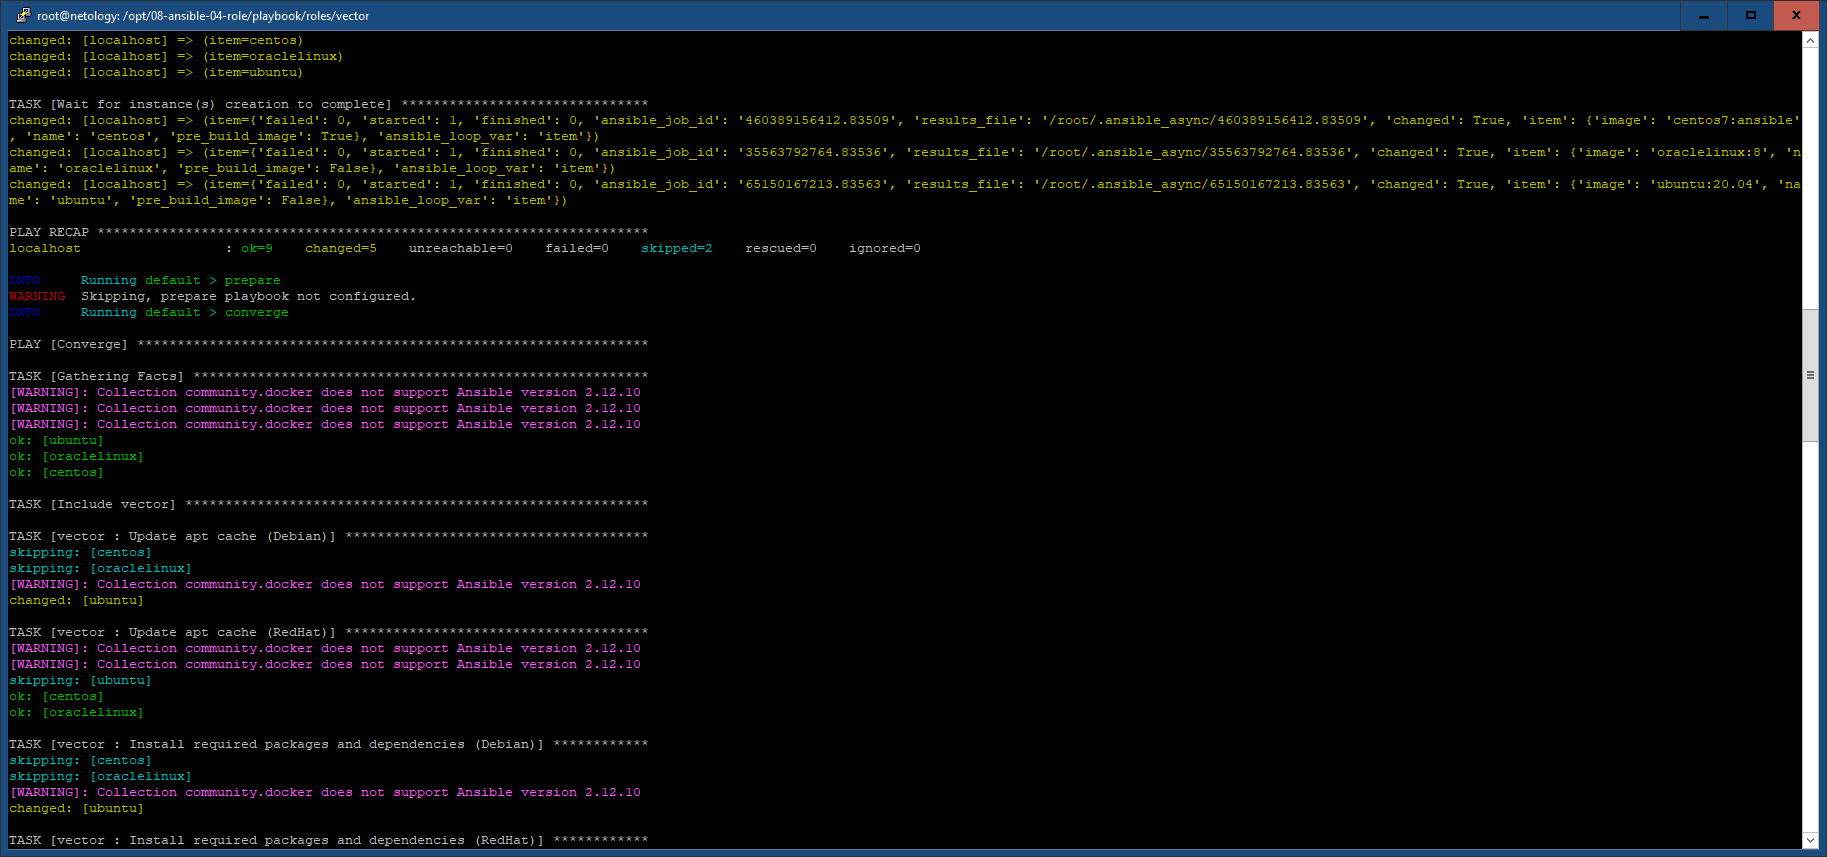 root@netology: /opt/08-ansible-04-role/playbook/roles/vector
changed: [localhost] => (item=centos)
changed: [localhost] => (item=oraclelinux)
changed: [localhost] => (item=ubuntu)
TASK [Wait for instance(s) creation to complete] *******************************
changed: [localhost] => (item={'failed': 0, 'started': 1, 'finished': 0, 'ansible_job_id': '460389156412.83509', 'results_file': '/root/.ansible_async/460389156412.83509', 'changed': True, 'item': {'image': 'centos7:ansible'
, 'name': 'centos', 'pre_build_image': True}, 'ansible_loop_var': 'item'})
changed: [localhost] => (item={'failed': 0, 'started': 1, 'finished': 0, 'ansible_job_id': '35563792764.83536', 'results_file': '/root/.ansible_async/35563792764.83536', 'changed': True, 'item': {'image': 'oraclelinux:8', 'n
ame': 'oraclelinux', 'pre_build_image': False}, 'ansible_loop_var': 'item'})
changed: [localhost] => (item={'failed': 0, 'started': 1, 'finished': 0, 'ansible_job_id': '65150167213.83563', 'results_file': '/root/.ansible_async/65150167213.83563', 'changed': True, 'item': {'image': 'ubuntu:20.04', 'na
me': 'ubuntu', 'pre_build_image': False}, 'ansible_loop_var': 'item'})
PLAY RECAP *********************************************************************
localhost                  : ok=9    changed=5    unreachable=0    failed=0    skipped=2    rescued=0    ignored=0
INFO     Running default > prepare
WARNING  Skipping, prepare playbook not configured.
INFO     Running default > converge
PLAY [Converge] ****************************************************************
TASK [Gathering Facts] *********************************************************
[WARNING]: Collection community.docker does not support Ansible version 2.12.10
[WARNING]: Collection community.docker does not support Ansible version 2.12.10
[WARNING]: Collection community.docker does not support Ansible version 2.12.10
ok: [ubuntu]
ok: [oraclelinux]
ok: [centos]
TASK [Include vector] **********************************************************
TASK [vector : Update apt cache (Debian)] **************************************
skipping: [centos]
skipping: [oraclelinux]
[WARNING]: Collection community.docker does not support Ansible version 2.12.10
changed: [ubuntu]
TASK [vector : Update apt cache (RedHat)] **************************************
[WARNING]: Collection community.docker does not support Ansible version 2.12.10
[WARNING]: Collection community.docker does not support Ansible version 2.12.10
skipping: [ubuntu]
ok: [centos]
ok: [oraclelinux]
TASK [vector : Install required packages and dependencies (Debian)] ************
skipping: [centos]
skipping: [oraclelinux]
[WARNING]: Collection community.docker does not support Ansible version 2.12.10
changed: [ubuntu]
TASK [vector : Install required packages and dependencies (RedHat)] ************